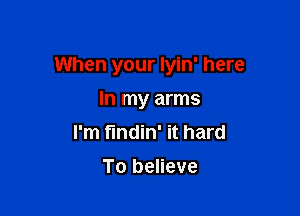 When your lyin' here
In my arms
I'm findin' it hard
To believe